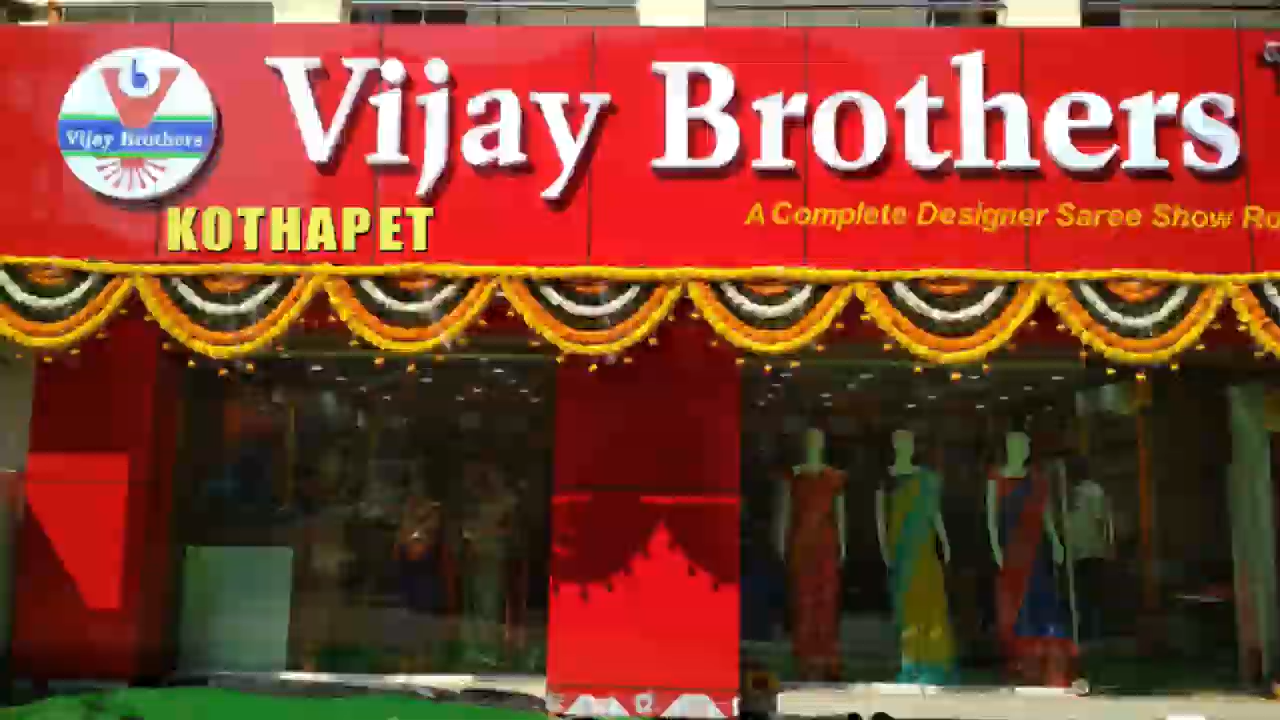 b
Vijay Brothers
Vijay Brothers
KOTHAPET
A Complete Designer Saree Show